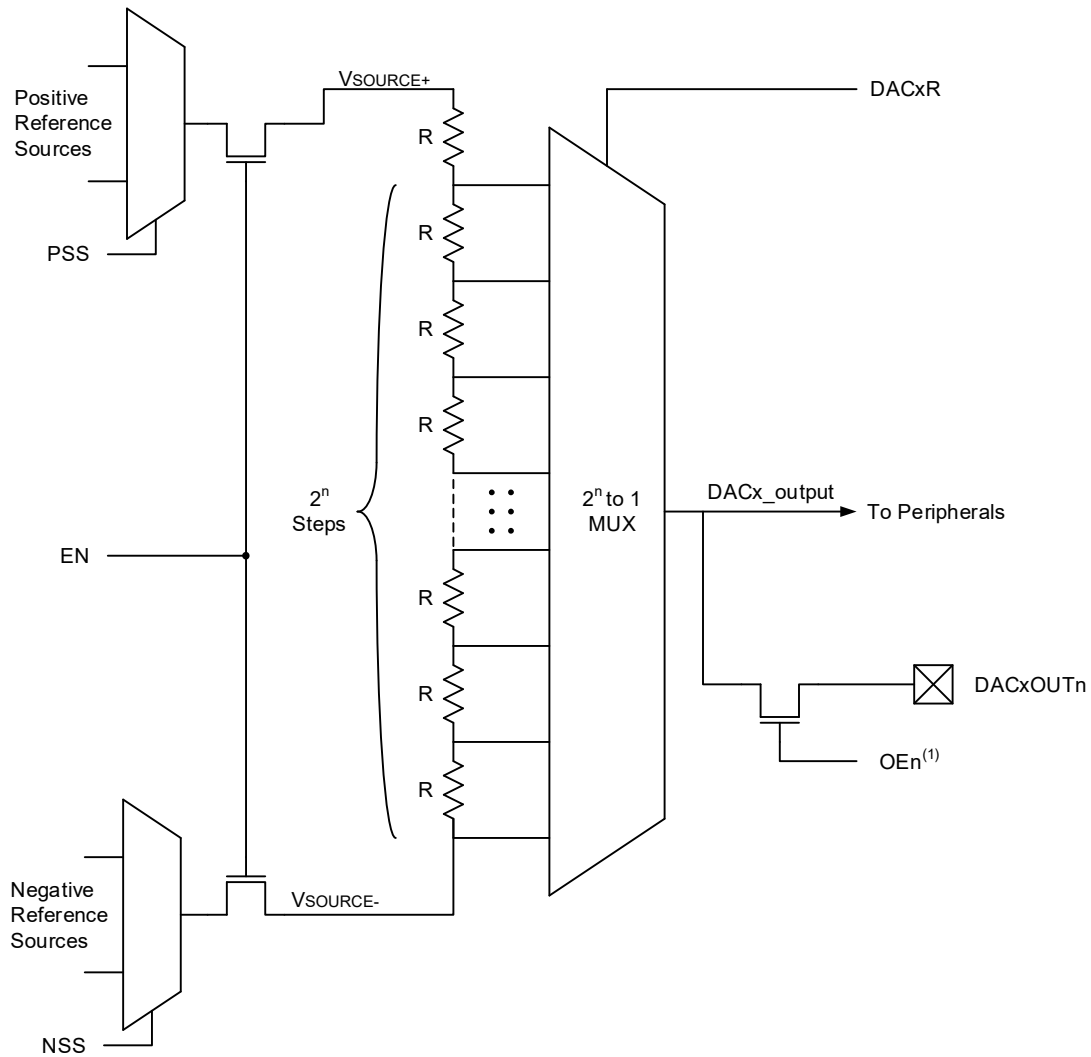 VSOURCE+
DACxR
Positive
Reference
Sources
R
R
PSS
R
R
2ⁿ
Steps
2ⁿ to 1
MUX
DACx_output
To Peripherals
EN
R
R
DACxOUTn
OEn⁽¹⁾
R
Negative
Reference
Sources
VSOURCE-
NSS